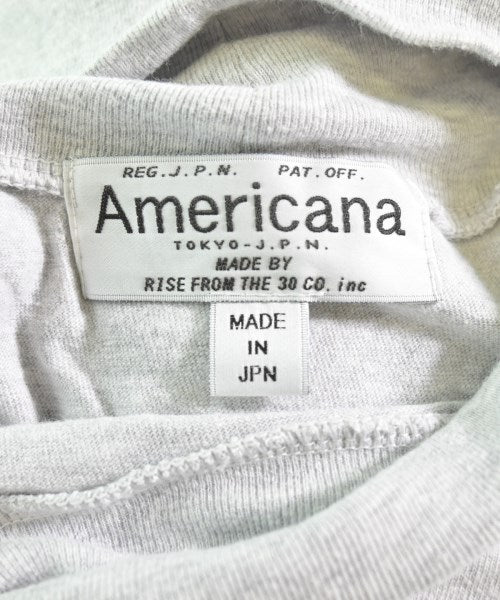 REG.J.P.N. PAT.OFF.
Americana
TOKYO-J.P.N.
MADE BY
RISE FROM THE 30 CO. inc
MADE
IN
JPN